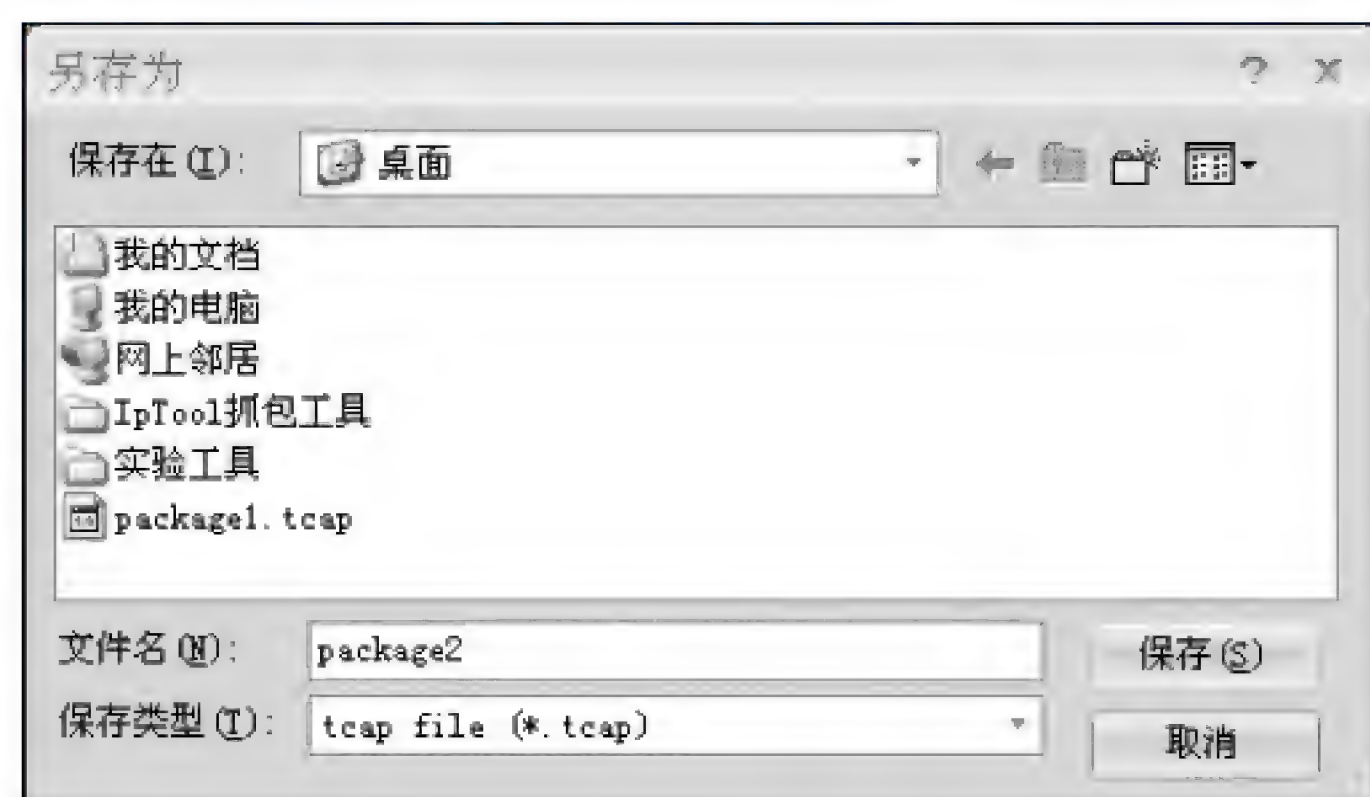 另存为
保存在(I):
桌面
我的文档
我的电脑
网上邻居
IpTool抓包工具
实验工具
package1.tcap
文件名(N):
package2
保存(S)
保存类型(T):
tcap file (*.tcap)
取消